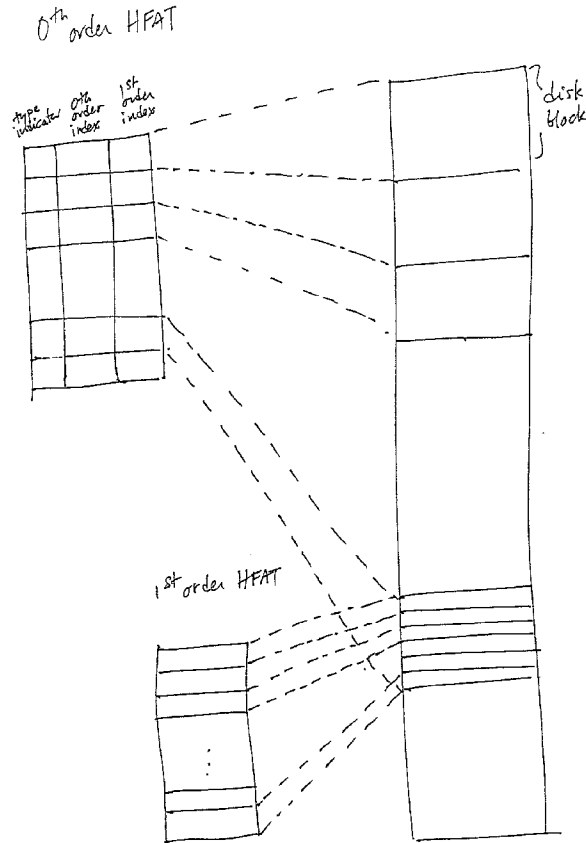 0th order HFAT
type indicator
0th order index
1st order index
disk block
1st order HFAT
⋮